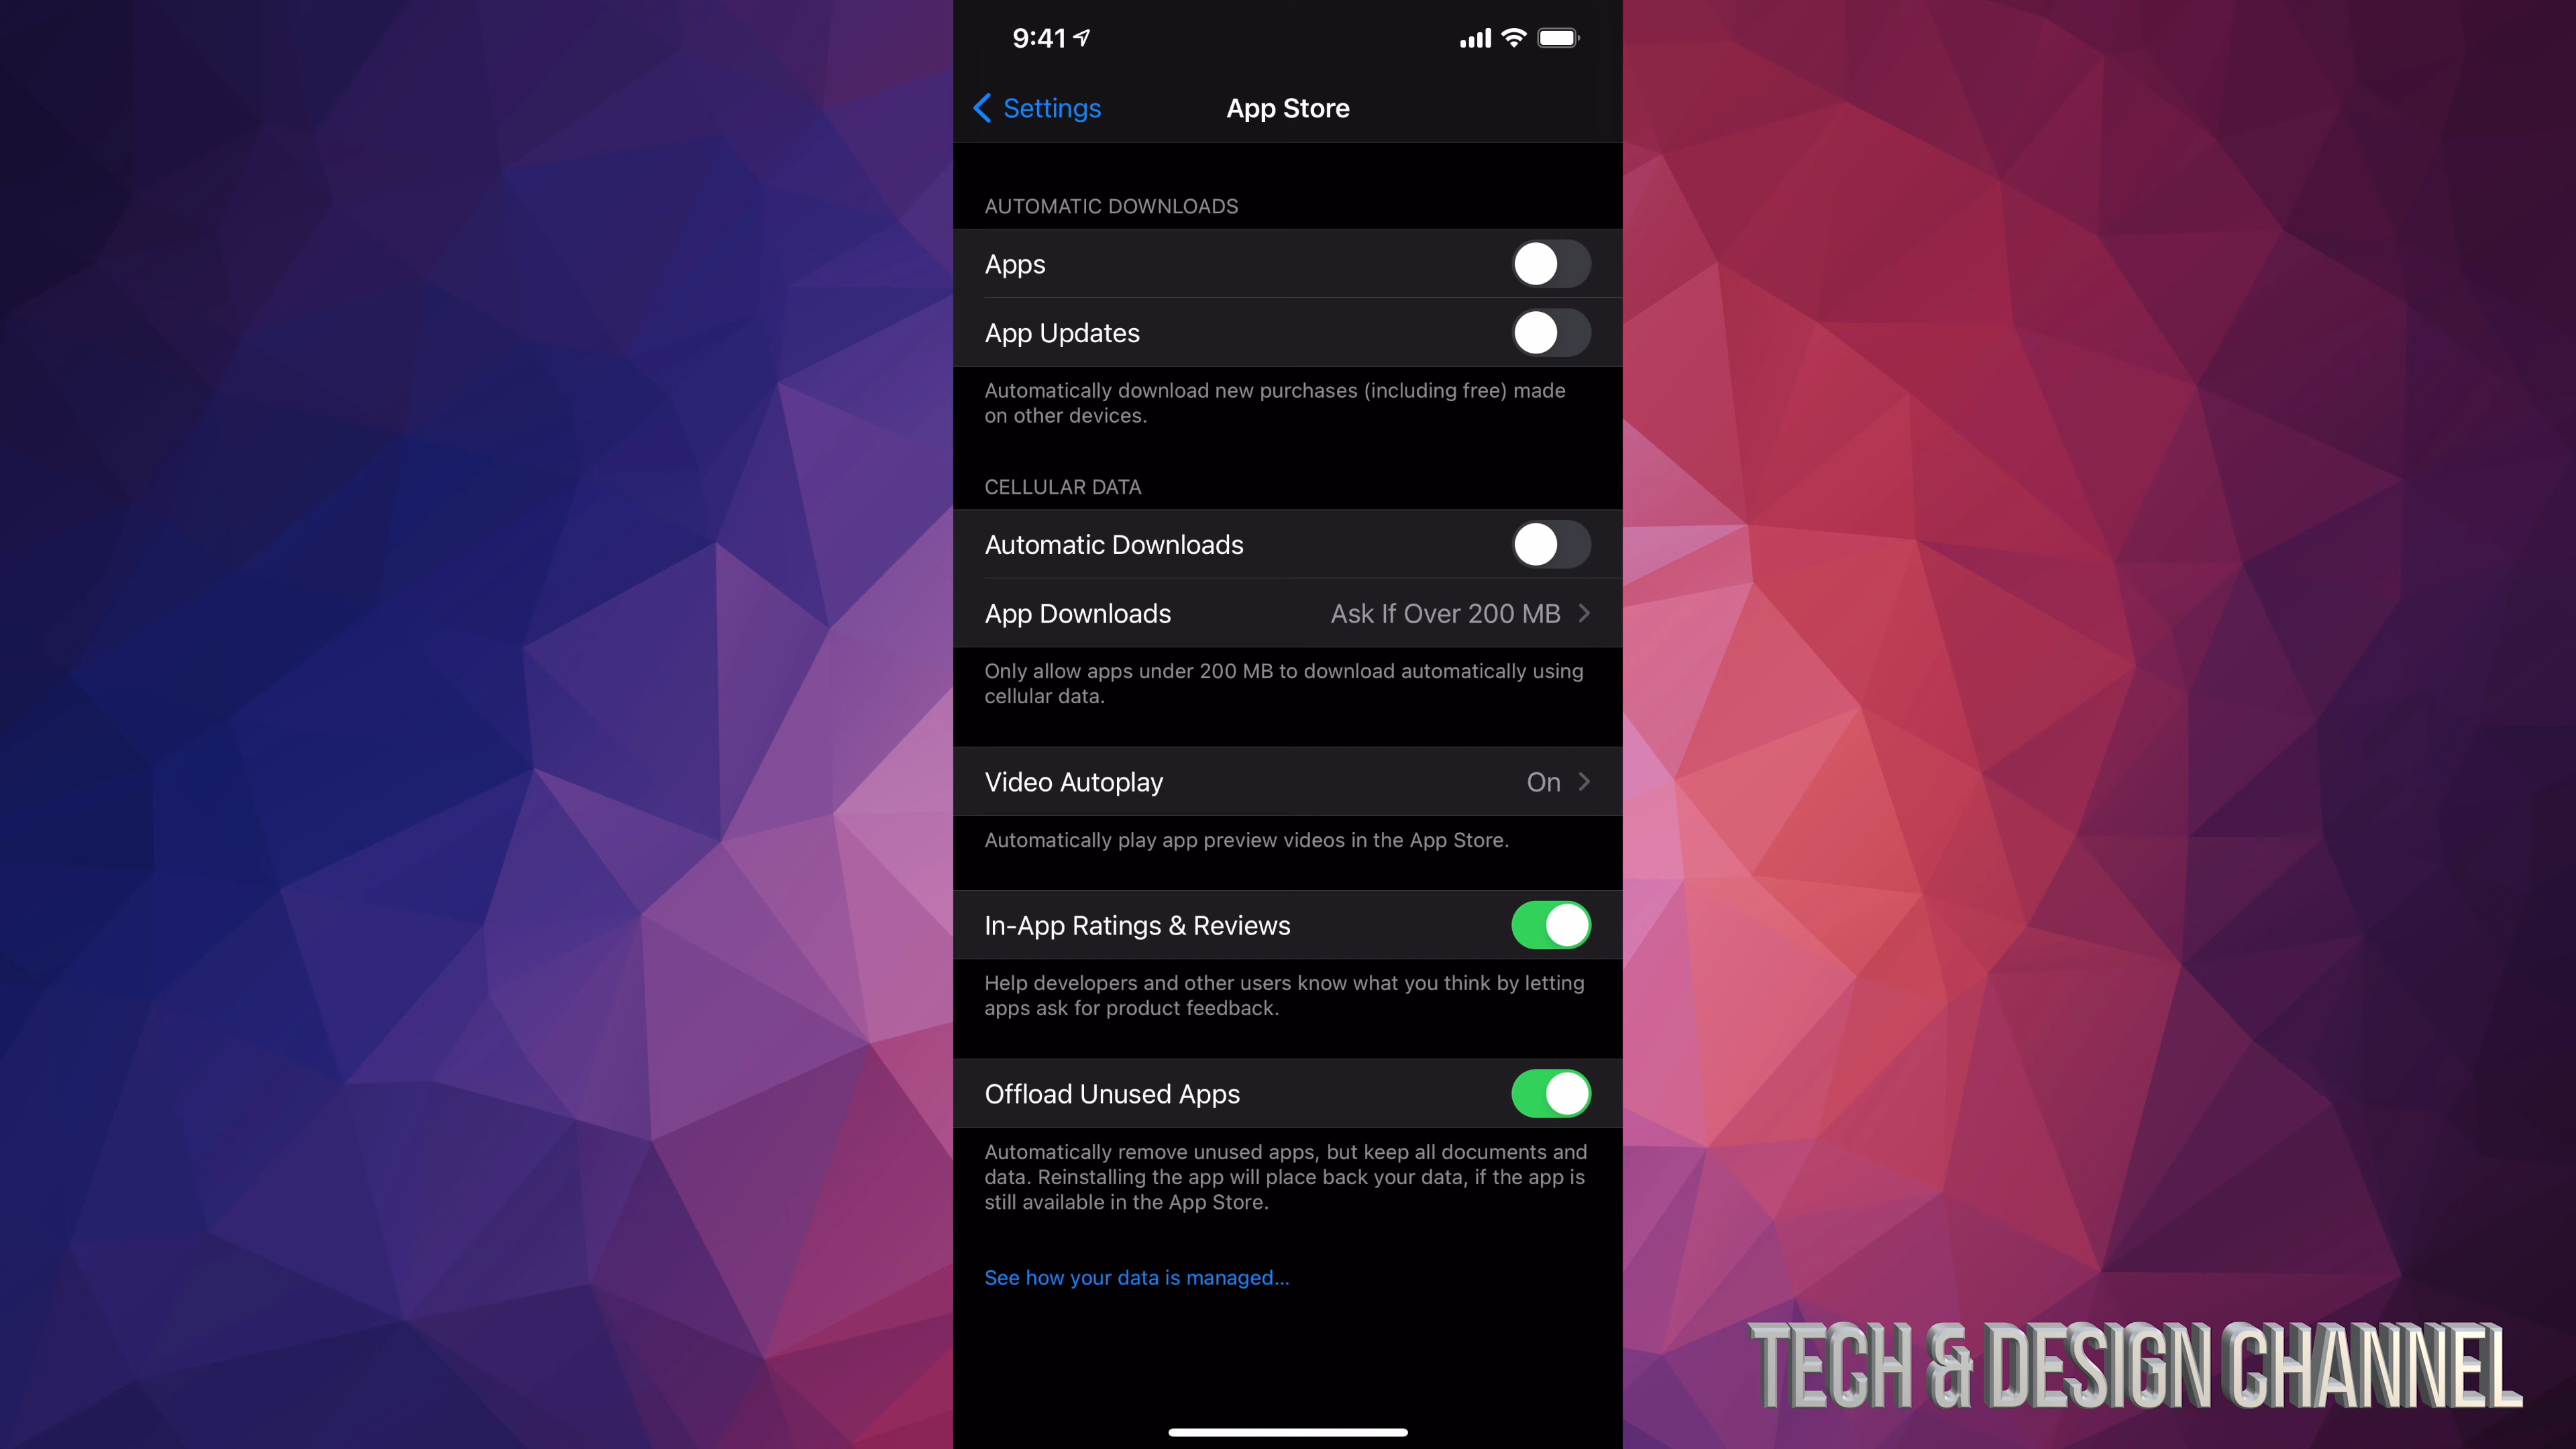 9:41
Settings
App Store
AUTOMATIC DOWNLOADS
Apps
App Updates
Automatically download new purchases (including free) made
on other devices.
CELLULAR DATA
Automatic Downloads
App Downloads Ask If Over 200 MB
Only allow apps under 200 MB to download automatically using
cellular data.
Video Autoplay On
Automatically play app preview videos in the App Store.
In-App Ratings & Reviews
Help developers and other users know what you think by letting
apps ask for product feedback.
Offload Unused Apps
Automatically remove unused apps, but keep all documents and
data. Reinstalling the app will place back your data, if the app is
still available in the App Store.
See how your data is managed...
TECH & DESIGN CHANNEL